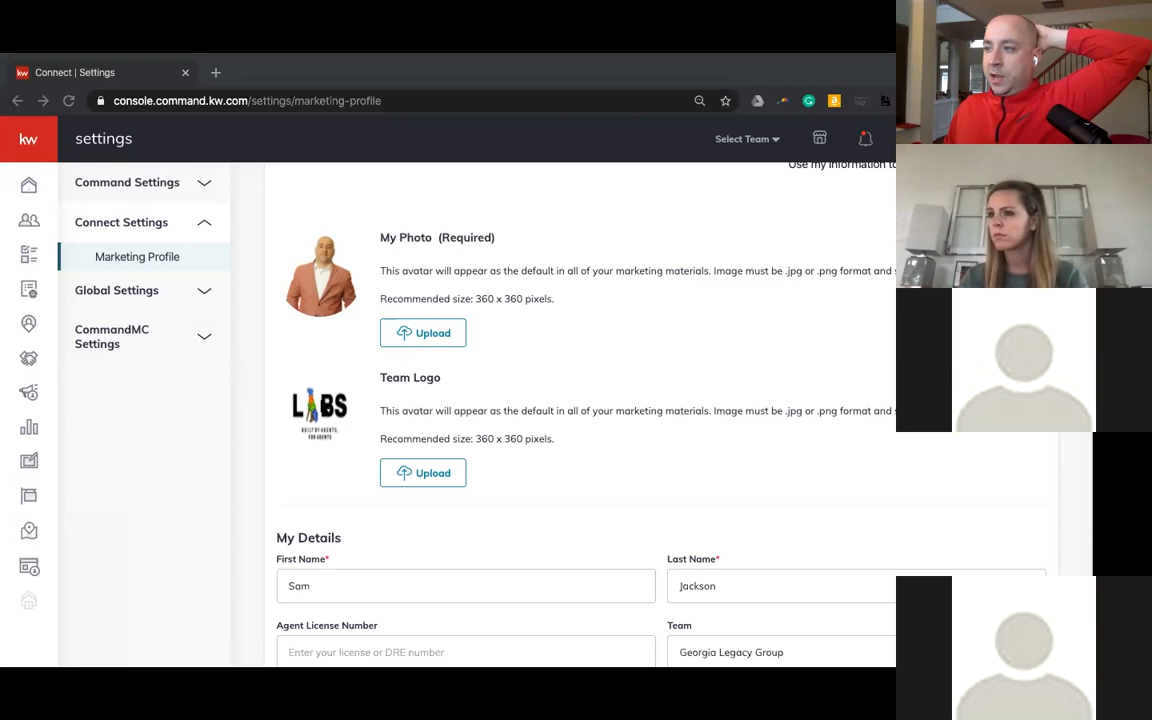 Connect | Settings
console.command.kw.com/settings/marketing-profile
kw
settings
Select Team
Use my information to
Command Settings
Connect Settings
Marketing Profile
Global Settings
CommandMC
Settings
My Photo (Required)
This avatar will appear as the default in all of your marketing materials. Image must be .jpg or .png format and s
Recommended size: 360 x 360 pixels.
Upload
Team Logo
LABS
BUILT BY AGENTS,
FOR AGENTS
This avatar will appear as the default in all of your marketing materials. Image must be .jpg or .png format and s
Recommended size: 360 x 360 pixels.
Upload
My Details
First Name*
Last Name*
Sam
Jackson
Agent License Number
Team
Enter your license or DRE number
Georgia Legacy Group